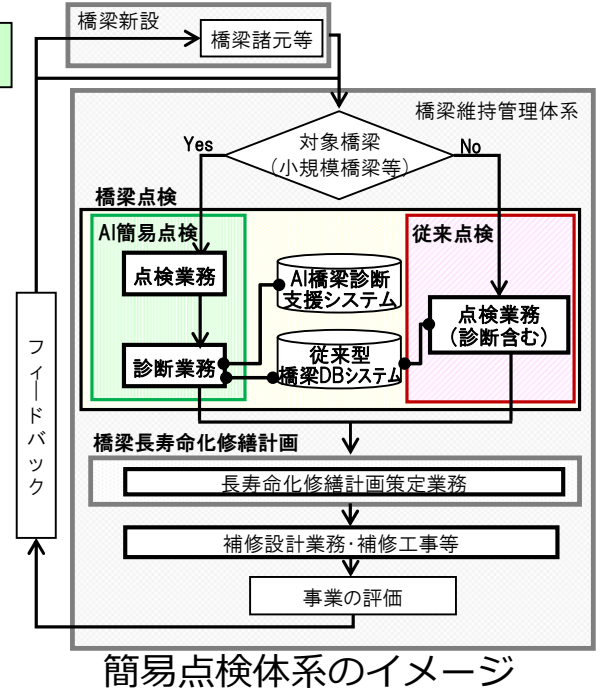 橋梁新設
橋梁諸元等
橋梁維持管理体系
Yes
対象橋梁
(小規模橋梁等)
No
橋梁点検
AI簡易点検
従来点検
点検業務
AI橋梁診断
支援システム
点検業務
(診断含む)
診断業務
従来型
橋梁DBシステム
フィードバック
橋梁長寿命化修繕計画
長寿命化修繕計画策定業務
補修設計業務･補修工事等
事業の評価
簡易点検体系のイメージ